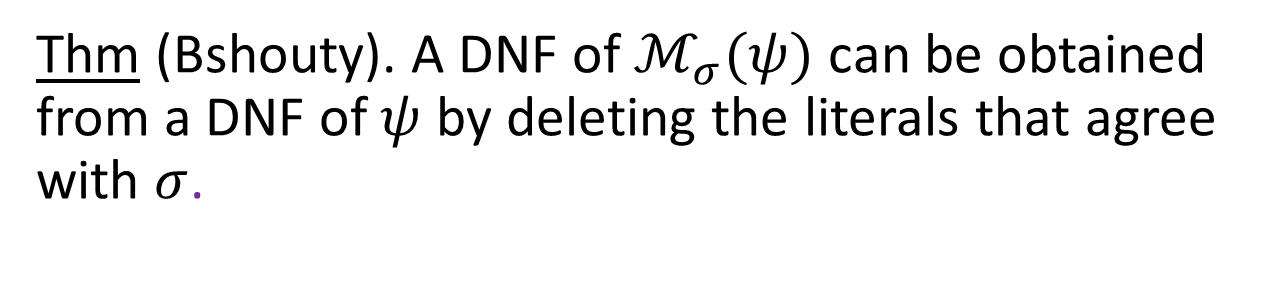 Thm (Bshouty). A DNF of ℳ_σ(ψ) can be obtained
from a DNF of ψ by deleting the literals that agree
with σ.